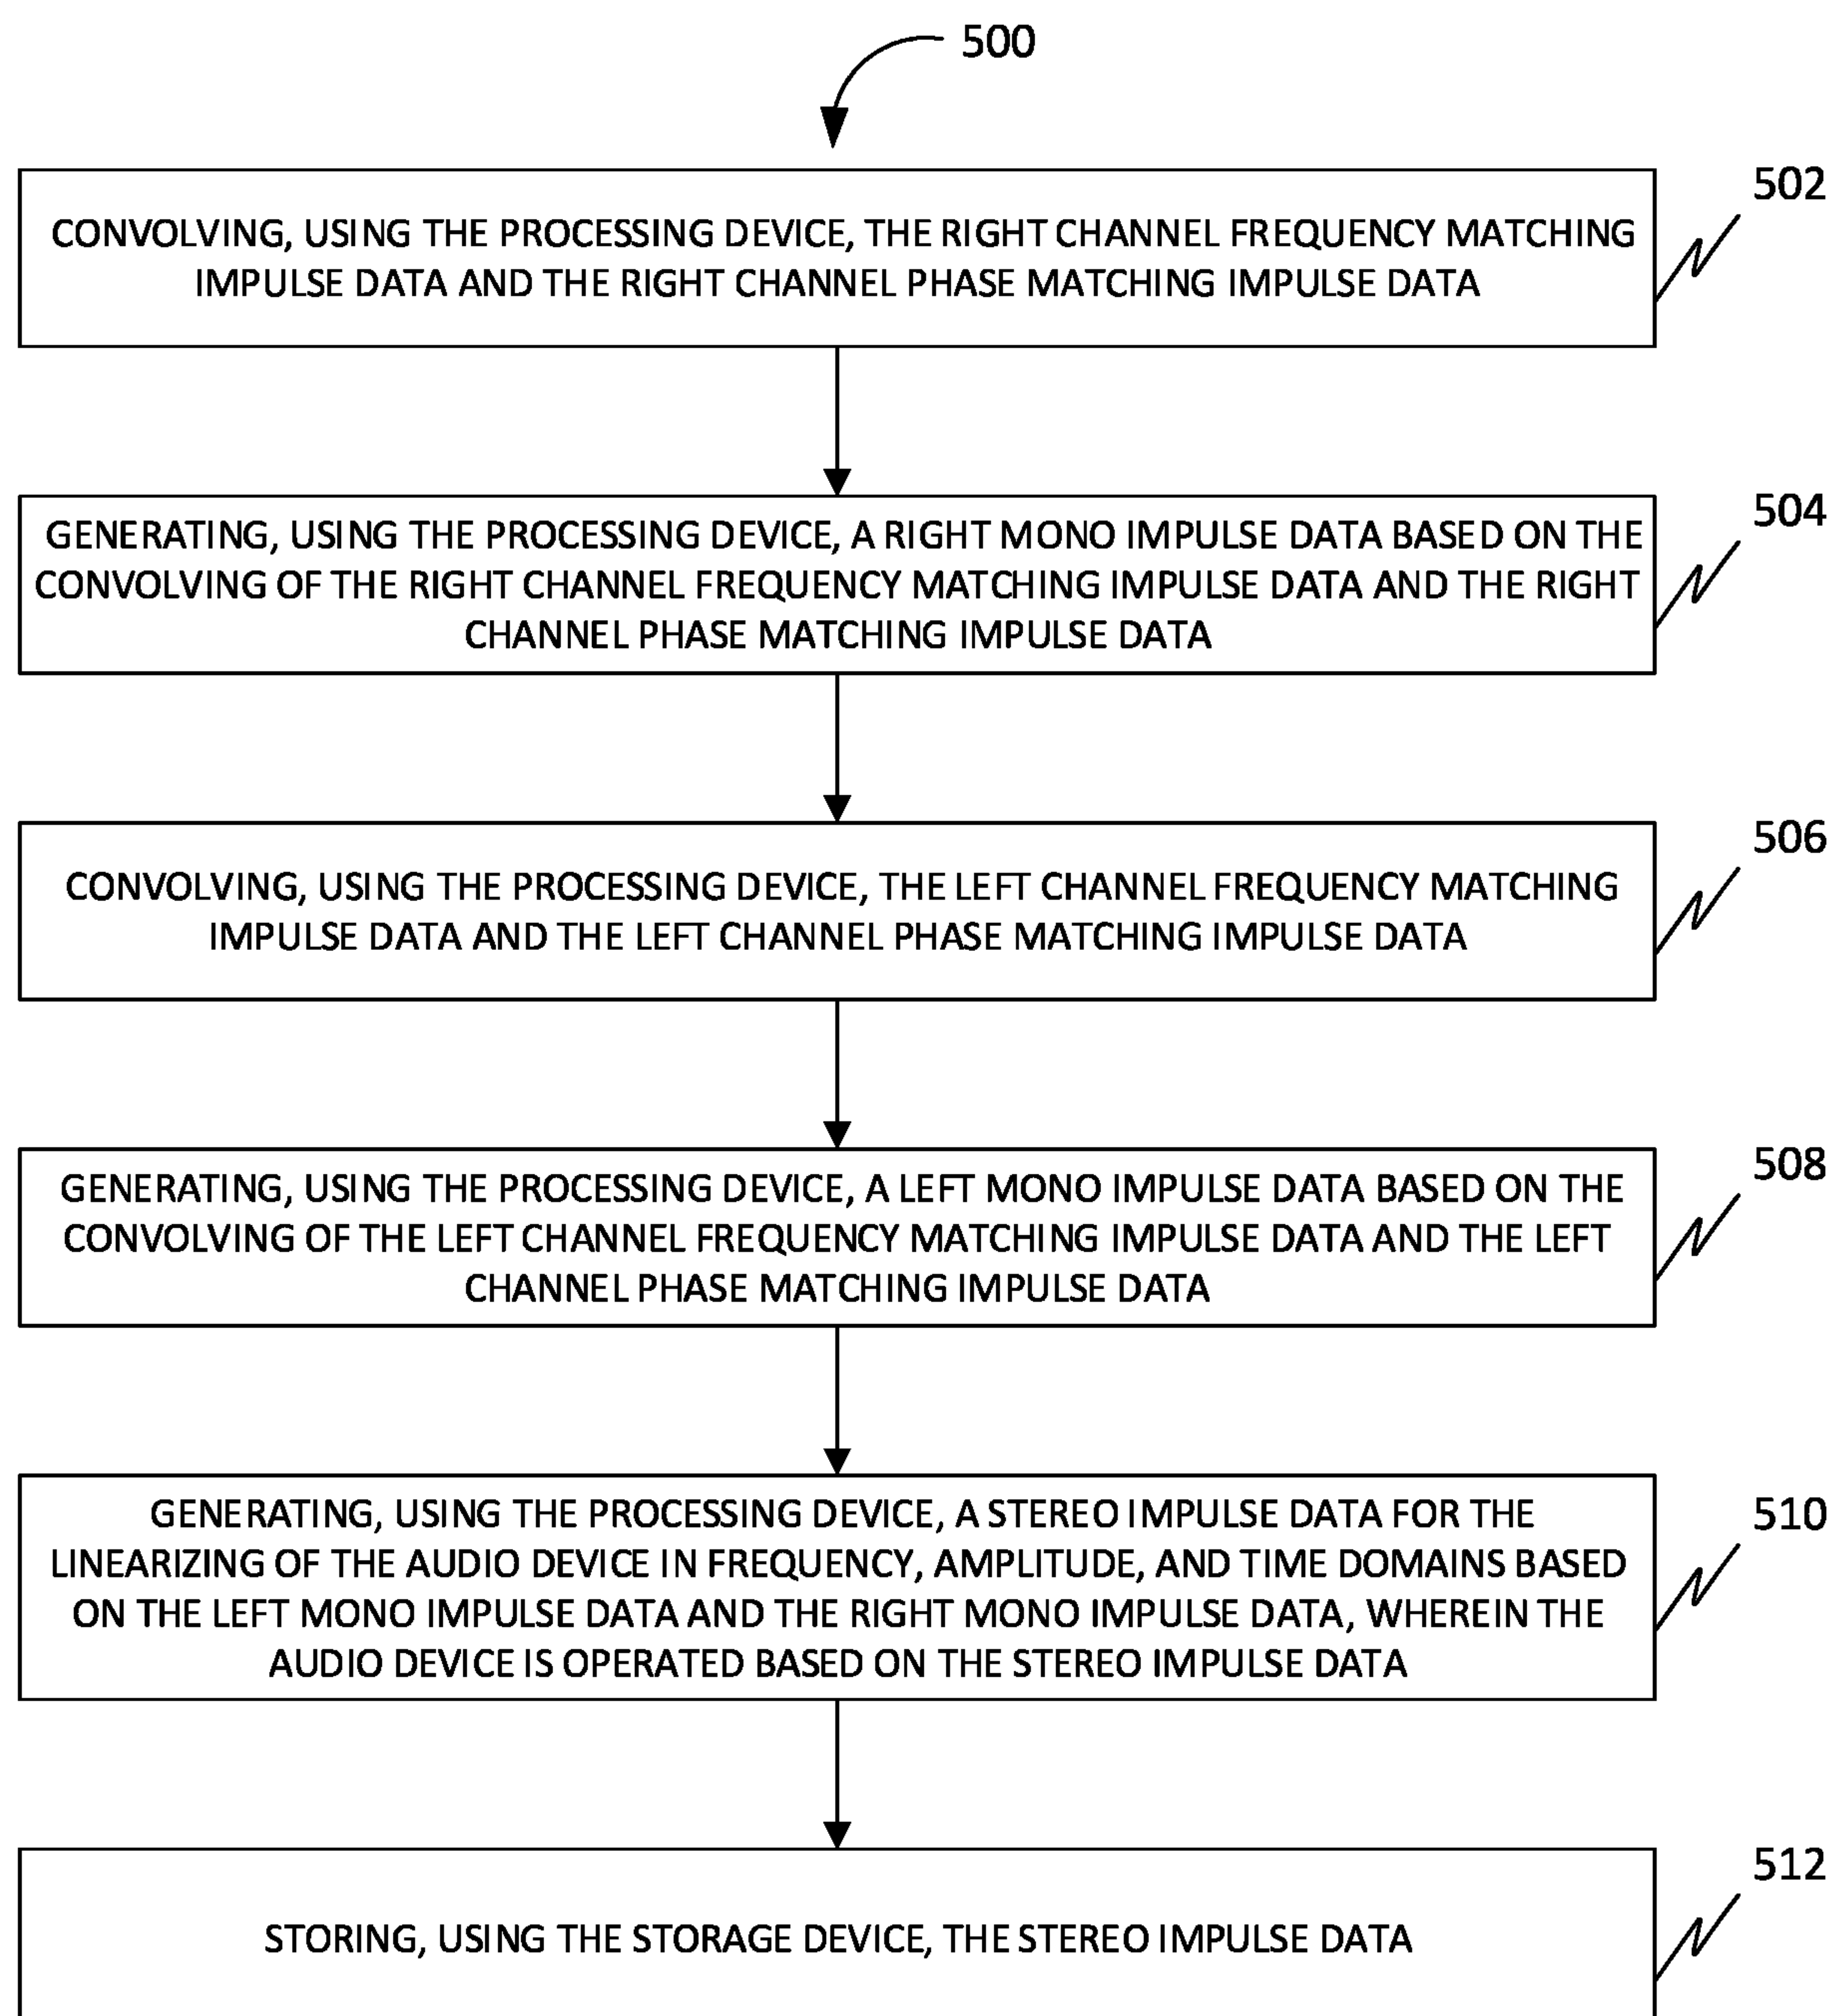 500
502
CONVOLVING, USING THE PROCESSING DEVICE, THE RIGHT CHANNEL FREQUENCY MATCHING
IMPULSE DATA AND THE RIGHT CHANNEL PHASE MATCHING IMPULSE DATA
504
GENERATING, USING THE PROCESSING DEVICE, A RIGHT MONO IMPULSE DATA BASED ON THE
CONVOLVING OF THE RIGHT CHANNEL FREQUENCY MATCHING IMPULSE DATA AND THE RIGHT
CHANNEL PHASE MATCHING IMPULSE DATA
506
CONVOLVING, USING THE PROCESSING DEVICE, THE LEFT CHANNEL FREQUENCY MATCHING
IMPULSE DATA AND THE LEFT CHANNEL PHASE MATCHING IMPULSE DATA
508
GENERATING, USING THE PROCESSING DEVICE, A LEFT MONO IMPULSE DATA BASED ON THE
CONVOLVING OF THE LEFT CHANNEL FREQUENCY MATCHING IMPULSE DATA AND THE LEFT
CHANNEL PHASE MATCHING IMPULSE DATA
510
GENERATING, USING THE PROCESSING DEVICE, A STEREO IMPULSE DATA FOR THE
LINEARIZING OF THE AUDIO DEVICE IN FREQUENCY, AMPLITUDE, AND TIME DOMAINS BASED
ON THE LEFT MONO IMPULSE DATA AND THE RIGHT MONO IMPULSE DATA, WHEREIN THE
AUDIO DEVICE IS OPERATED BASED ON THE STEREO IMPULSE DATA
512
STORING, USING THE STORAGE DEVICE, THE STEREO IMPULSE DATA